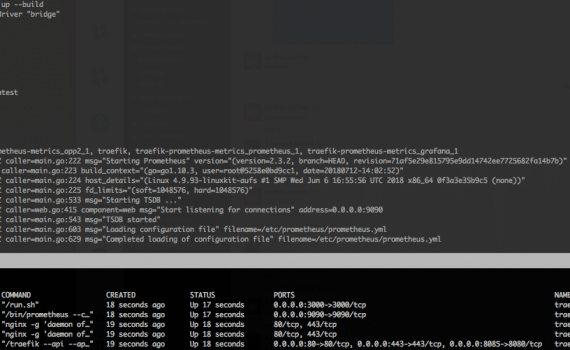 up --build
driver "bridge"
atest
metheus-metrics_app2_1, traefik, traefik-prometheus-metrics_prometheus_1, traefik-prometheus-metrics_grafana_1
Z caller=main.go:222 msg="Starting Prometheus" version="(version=2.3.2, branch=HEAD, revision=71af5e29e815795e9dd14742ee7725682fa14b7b)"
caller=main.go:223 build_context="(go=go1.10.3, user=root@5258e0bd9cc1, date=20180712-14:02:52)"
Z caller=main.go:224 host_details="(Linux 4.9.93-linuxkit-aufs #1 SMP Wed Jun 6 16:55:56 UTC 2018 x86_64 0f3a3e35b9c5 (none))"
Z caller=main.go:225 fd_limits="(soft=1048576, hard=1048576)"
Z caller=main.go:533 msg="Starting TSDB ..."
Z caller=web.go:415 component=web msg="Start listening for connections" address=0.0.0.0:9090
Z caller=main.go:543 msg="TSDB started"
Z caller=main.go:603 msg="Loading configuration file" filename=/etc/prometheus/prometheus.yml
Z caller=main.go:629 msg="Completed loading of configuration file" filename=/etc/prometheus/prometheus.yml
COMMAND CREATED STATUS PORTS NAME
"/run.sh" 18 seconds ago Up 17 seconds 0.0.0.0:3000->3000/tcp trae
"/bin/prometheus --c…" 18 seconds ago Up 17 seconds 0.0.0.0:9090->9090/tcp trae
"nginx -g 'daemon of…" 19 seconds ago Up 18 seconds 80/tcp, 443/tcp trae
"nginx -g 'daemon of…" 19 seconds ago Up 18 seconds 80/tcp, 443/tcp trae
"/traefik --api --ap…" 19 seconds ago Up 18 seconds 0.0.0.0:80->80/tcp, 0.0.0.0:443->443/tcp, 0.0.0.0:8085->8080/tcp trae